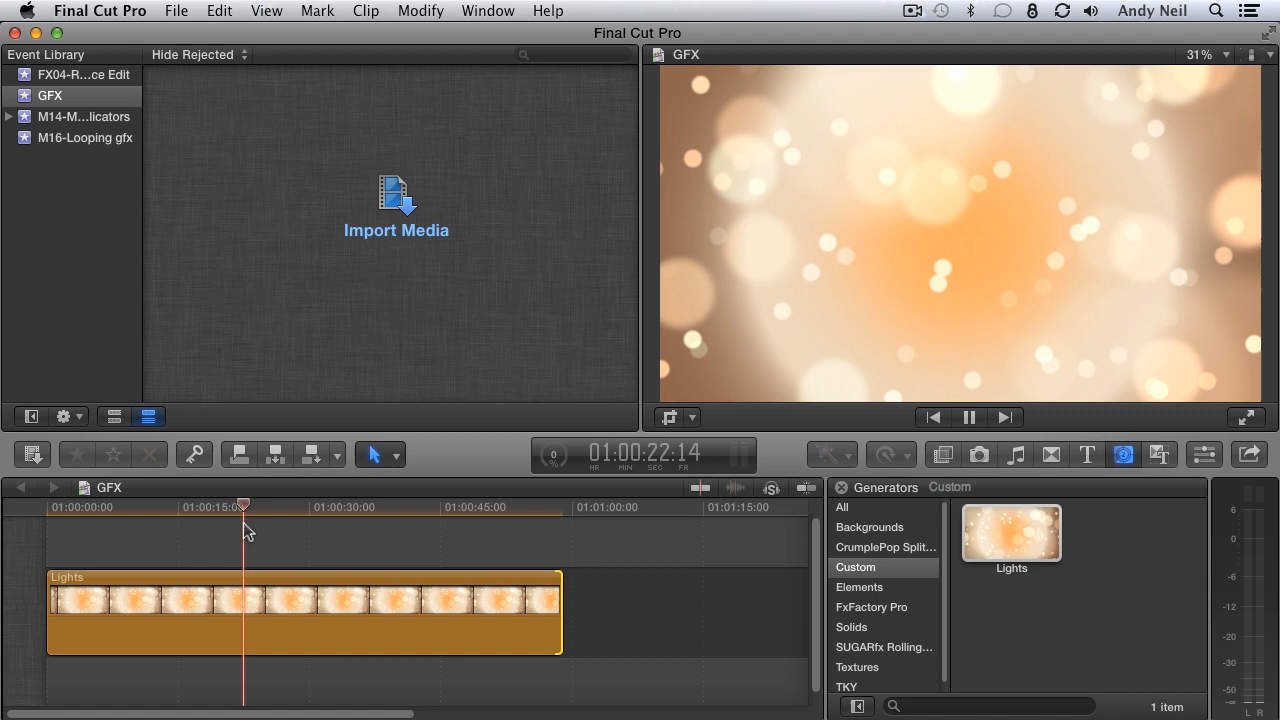 Final Cut Pro File Edit View Mark Clip Modify Window Help Andy Neil
Final Cut Pro
Event Library Hide Rejected
GFX 31%
FX04-R...ce Edit
GFX
M14-M...licators
M16-Looping gfx
Import Media
0
%
01:00:22:14
HR MIN SEC FR
GFX
Generators Custom
01:00:00:00 01:00:15:0 01:00:30:00 01:00:45:00 01:01:00:00 01:01:15:00
Lights
All
Backgrounds
CrumplePop Split...
Custom
Elements
FxFactory Pro
Solids
SUGARfx Rolling...
Textures
TKY
Lights
1 item
6
0
-6
-12
-20
-30
-50
-∞
L R